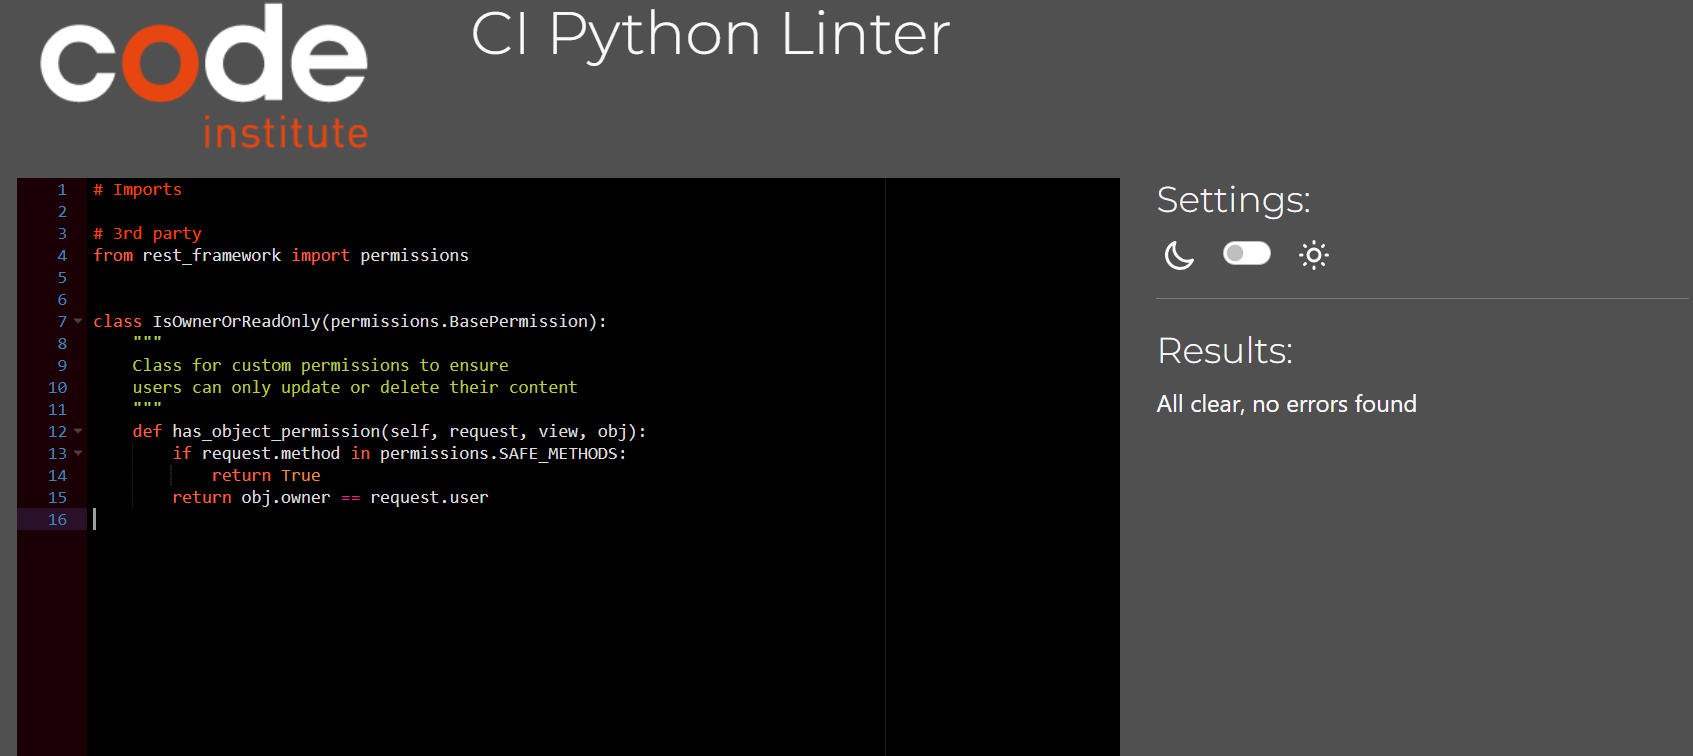 code
institute
CI Python Linter
1 # Imports
2
3 # 3rd party
4 from rest_framework import permissions
5
6
7 class IsOwnerOrReadOnly(permissions.BasePermission):
8     """
9     Class for custom permissions to ensure
10     users can only update or delete their content
11     """
12     def has_object_permission(self, request, view, obj):
13         if request.method in permissions.SAFE_METHODS:
14             return True
15         return obj.owner == request.user
16
Settings:
Results:
All clear, no errors found